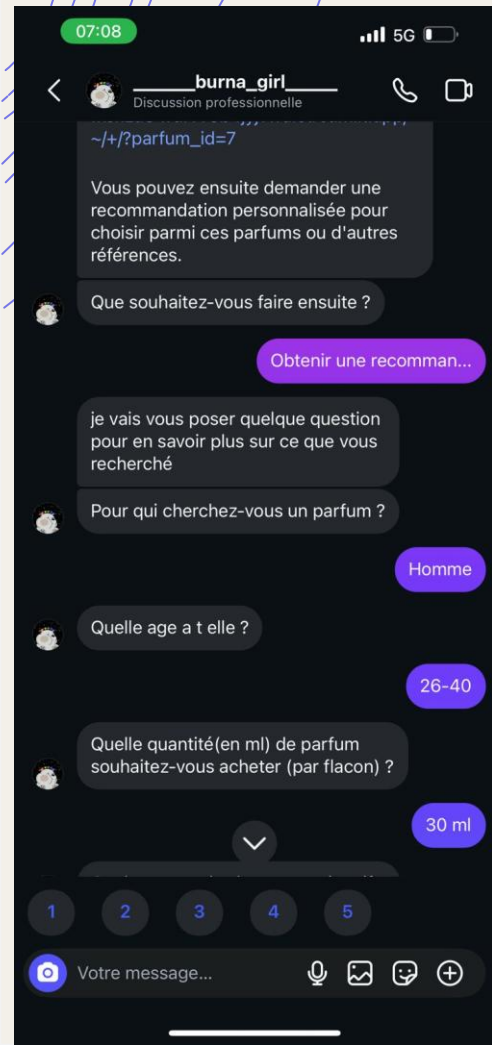 07:08
5G
_____burna_girl_____
Discussion professionnelle
~/+/?parfum_id=7
Vous pouvez ensuite demander une
recommandation personnalisée pour
choisir parmi ces parfums ou d'autres
références.
Que souhaitez-vous faire ensuite ?
Obtenir une recomman...
je vais vous poser quelque question
pour en savoir plus sur ce que vous
recherché
Pour qui cherchez-vous un parfum ?
Homme
Quelle age a t elle ?
26-40
Quelle quantité(en ml) de parfum
souhaitez-vous acheter (par flacon) ?
30 ml
1 2 3 4 5
Votre message...